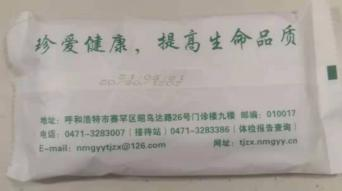 珍爱健康，提高生命品质
地址：呼和浩特市赛罕区昭乌达路26号门诊楼九楼 邮编：010017
电话：0471-3283007（接待站）0471-3283386（体检报告查询）
E-mail：nmgyytjzx@126.com 网址：tjzx.nmgyy.cn